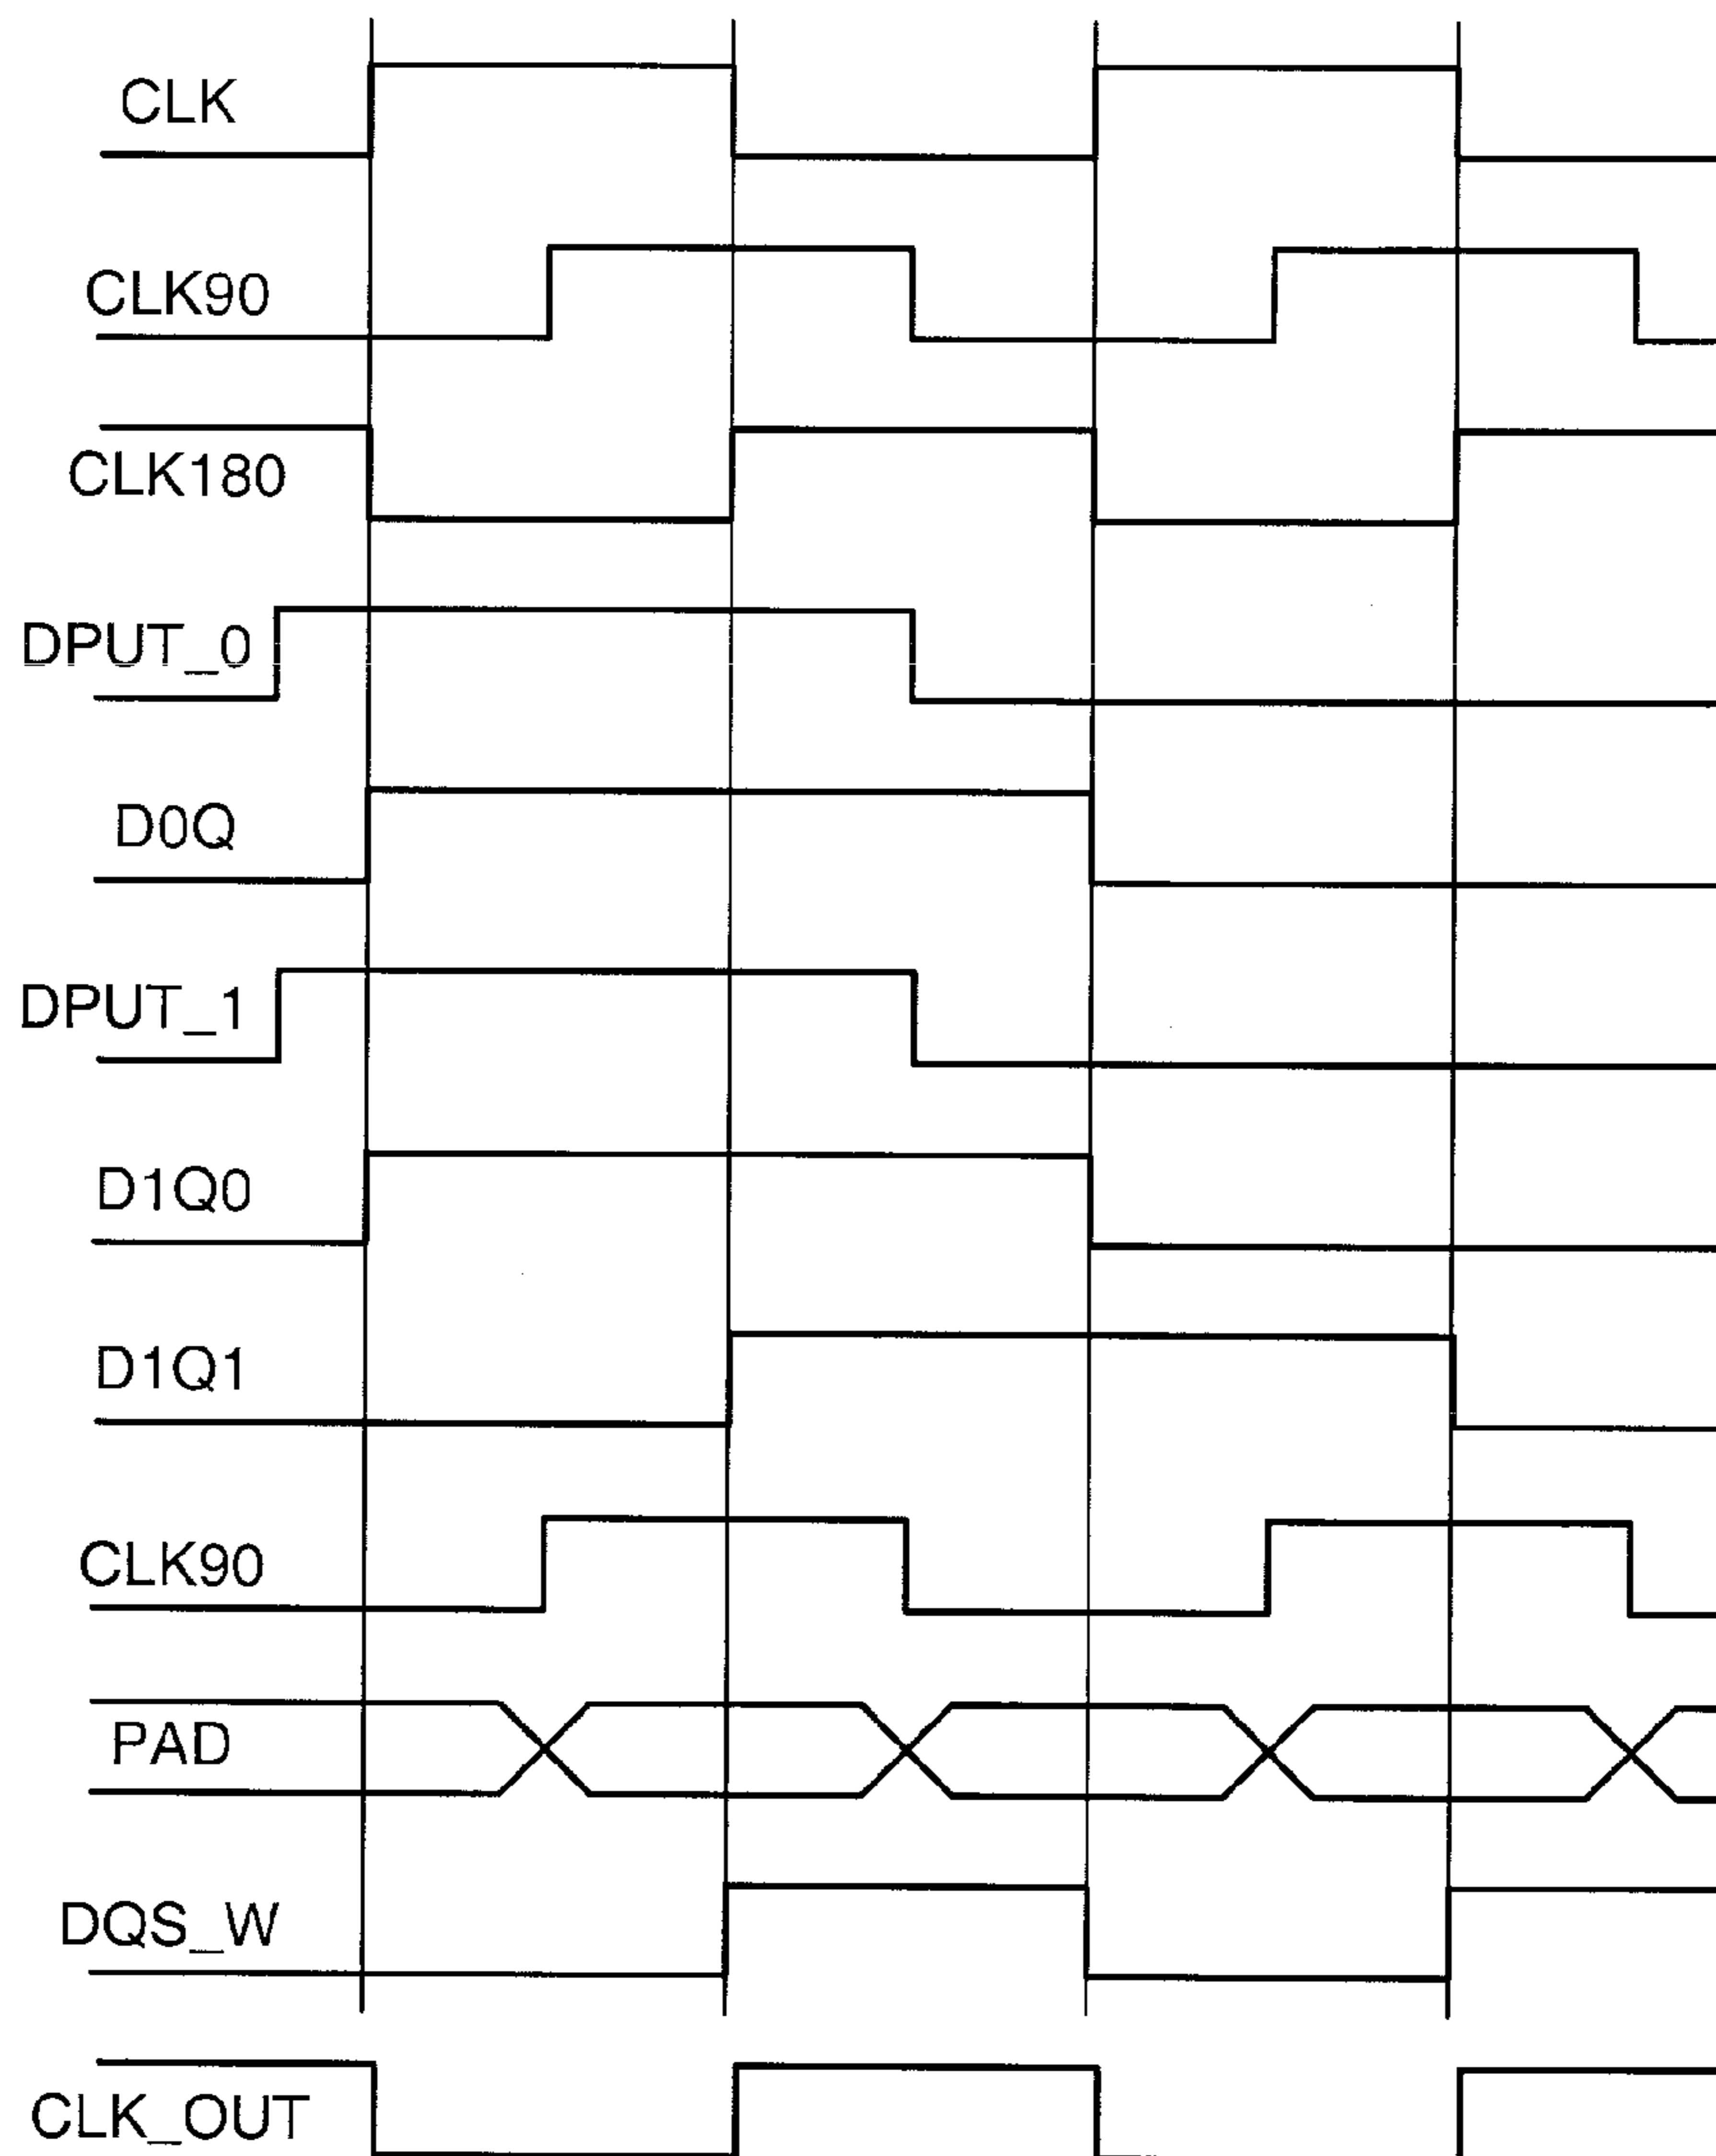 CLK
CLK90
CLK180
DPUT_0
D0Q
DPUT_1
D1Q0
D1Q1
CLK90
PAD
DQS_W
CLK_OUT